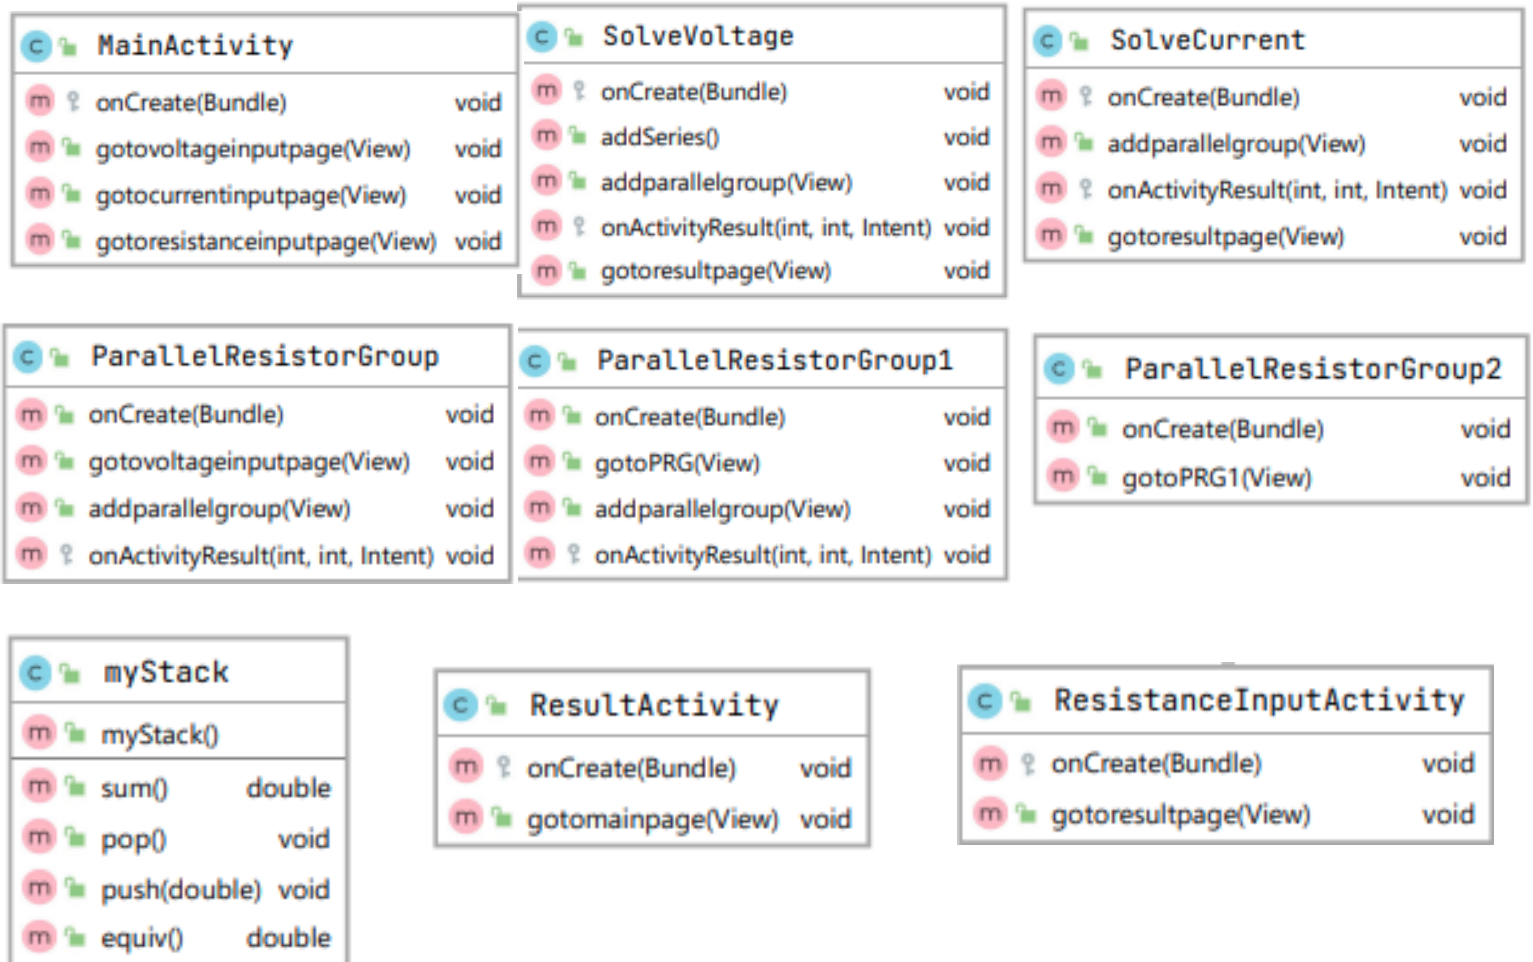 MainActivity
onCreate(Bundle) void
gotovoltageinputpage(View) void
gotocurrentinputpage(View) void
gotoresistanceinputpage(View) void
SolveVoltage
onCreate(Bundle) void
addSeries() void
addparallelgroup(View) void
onActivityResult(int, int, Intent) void
gotoresultpage(View) void
SolveCurrent
onCreate(Bundle) void
addparallelgroup(View) void
onActivityResult(int, int, Intent) void
gotoresultpage(View) void
ParallelResistorGroup
onCreate(Bundle) void
gotovoltageinputpage(View) void
addparallelgroup(View) void
onActivityResult(int, int, Intent) void
ParallelResistorGroup1
onCreate(Bundle) void
gotoPRG(View) void
addparallelgroup(View) void
onActivityResult(int, int, Intent) void
ParallelResistorGroup2
onCreate(Bundle) void
gotoPRG1(View) void
myStack
myStack()
sum() double
pop() void
push(double) void
equiv() double
ResultActivity
onCreate(Bundle) void
gotomainpage(View) void
ResistanceInputActivity
onCreate(Bundle) void
gotoresultpage(View) void